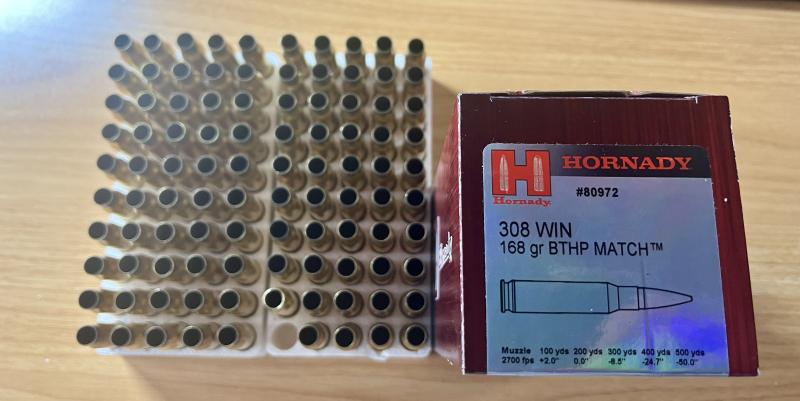 HORNADY
Hornady.
#80972
308 WIN
168 gr BTHP MATCH™
Muzzle 100 yds 200 yds 300 yds 400 yds 500 yds
2700 fps +2.0" 0.0" -8.5" -24.7" -50.0"